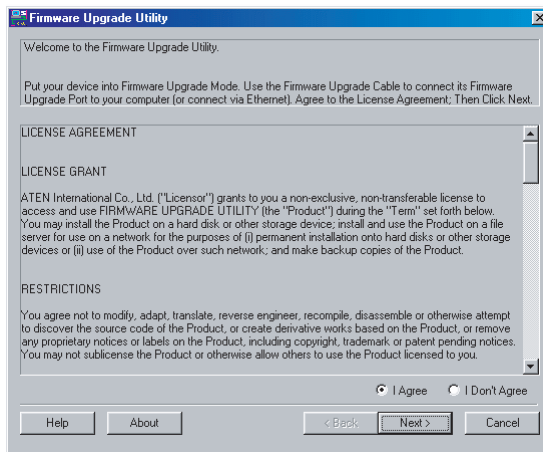 Firmware Upgrade Utility
Welcome to the Firmware Upgrade Utility.
Put your device into Firmware Upgrade Mode. Use the Firmware Upgrade Cable to connect its Firmware
Upgrade Port to your computer (or connect via Ethernet). Agree to the License Agreement; Then Click Next.
LICENSE AGREEMENT
LICENSE GRANT
ATEN International Co., Ltd. ("Licensor") grants to you a non-exclusive, non-transferable license to
access and use FIRMWARE UPGRADE UTILITY (the "Product") during the "Term" set forth below.
You may install the Product on a hard disk or other storage device; install and use the Product on a file
server for use on a network for the purposes of (i) permanent installation onto hard disks or other storage
devices or (ii) use of the Product over such network; and make backup copies of the Product.
RESTRICTIONS
You agree not to modify, adapt, translate, reverse engineer, recompile, disassemble or otherwise attempt
to discover the source code of the Product, or create derivative works based on the Product, or remove
any proprietary notices or labels on the Product, including copyright, trademark or patent pending notices.
You may not sublicense the Product or otherwise allow others to use the Product licensed to you.
I Agree I Don't Agree
Help About < Back Next > Cancel